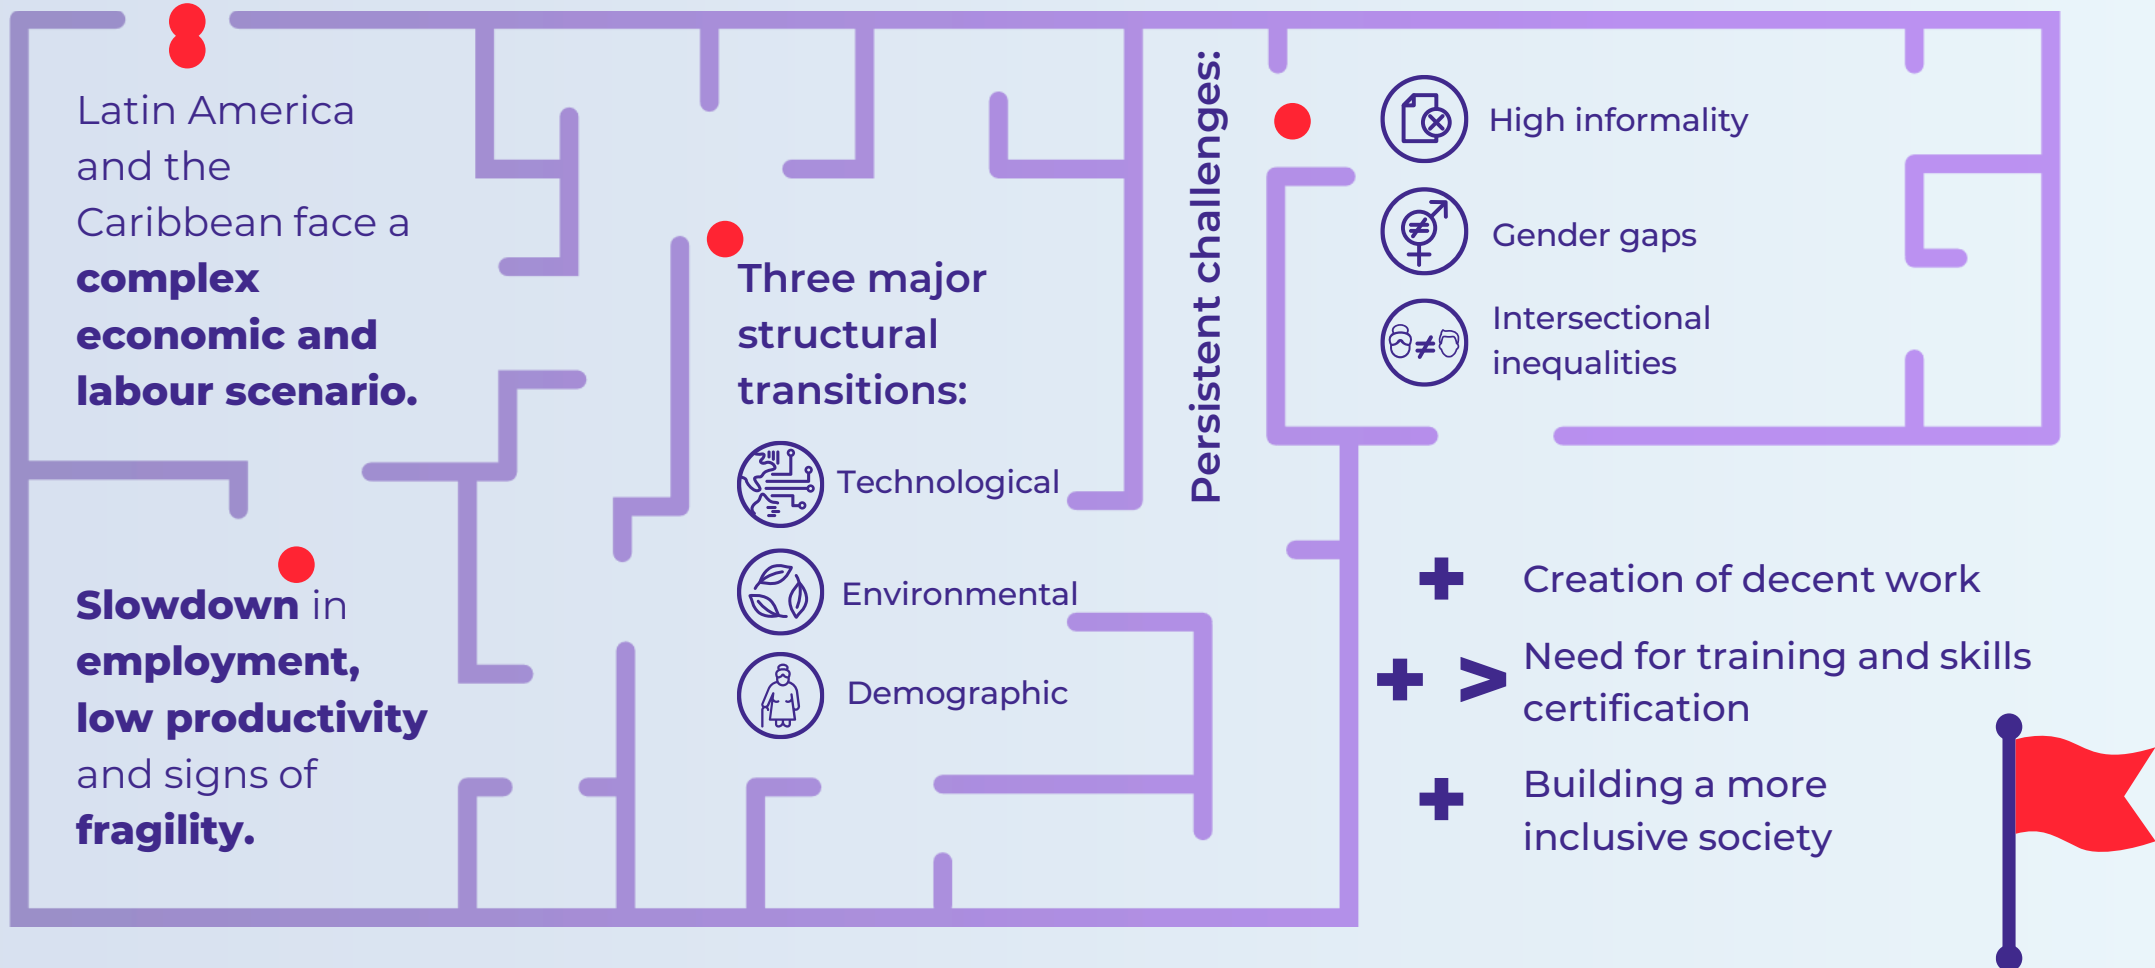 Latin America
and the
Caribbean face a
complex
economic and
labour scenario.
Slowdown in
employment,
low productivity
and signs of
fragility.
Three major
structural
transitions:
Technological
Environmental
Demographic
Persistent challenges:
High informality
Gender gaps
Intersectional
inequalities
+ Creation of decent work
+ > Need for training and skills
certification
+ Building a more
inclusive society